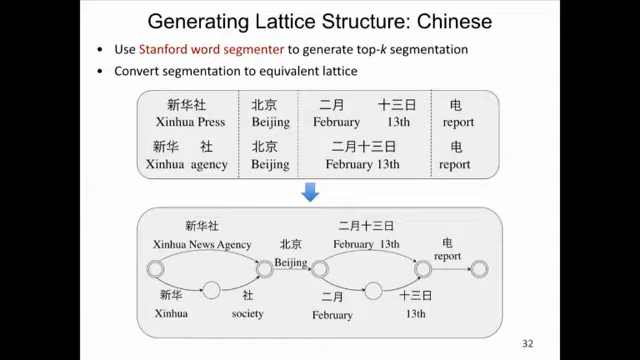 Generating Lattice Structure: Chinese
• Use Stanford word segmenter to generate top-k segmentation
• Convert segmentation to equivalent lattice
新华社 北京 二月 十三日 电
Xinhua Press Beijing February 13th report
新华 社 北京 二月十三日 电
Xinhua agency Beijing February 13th report
新华社 二月十三日
Xinhua News Agency 北京 February 13th 电
Beijing report
新华 社 二月 十三日
Xinhua society February 13th
32